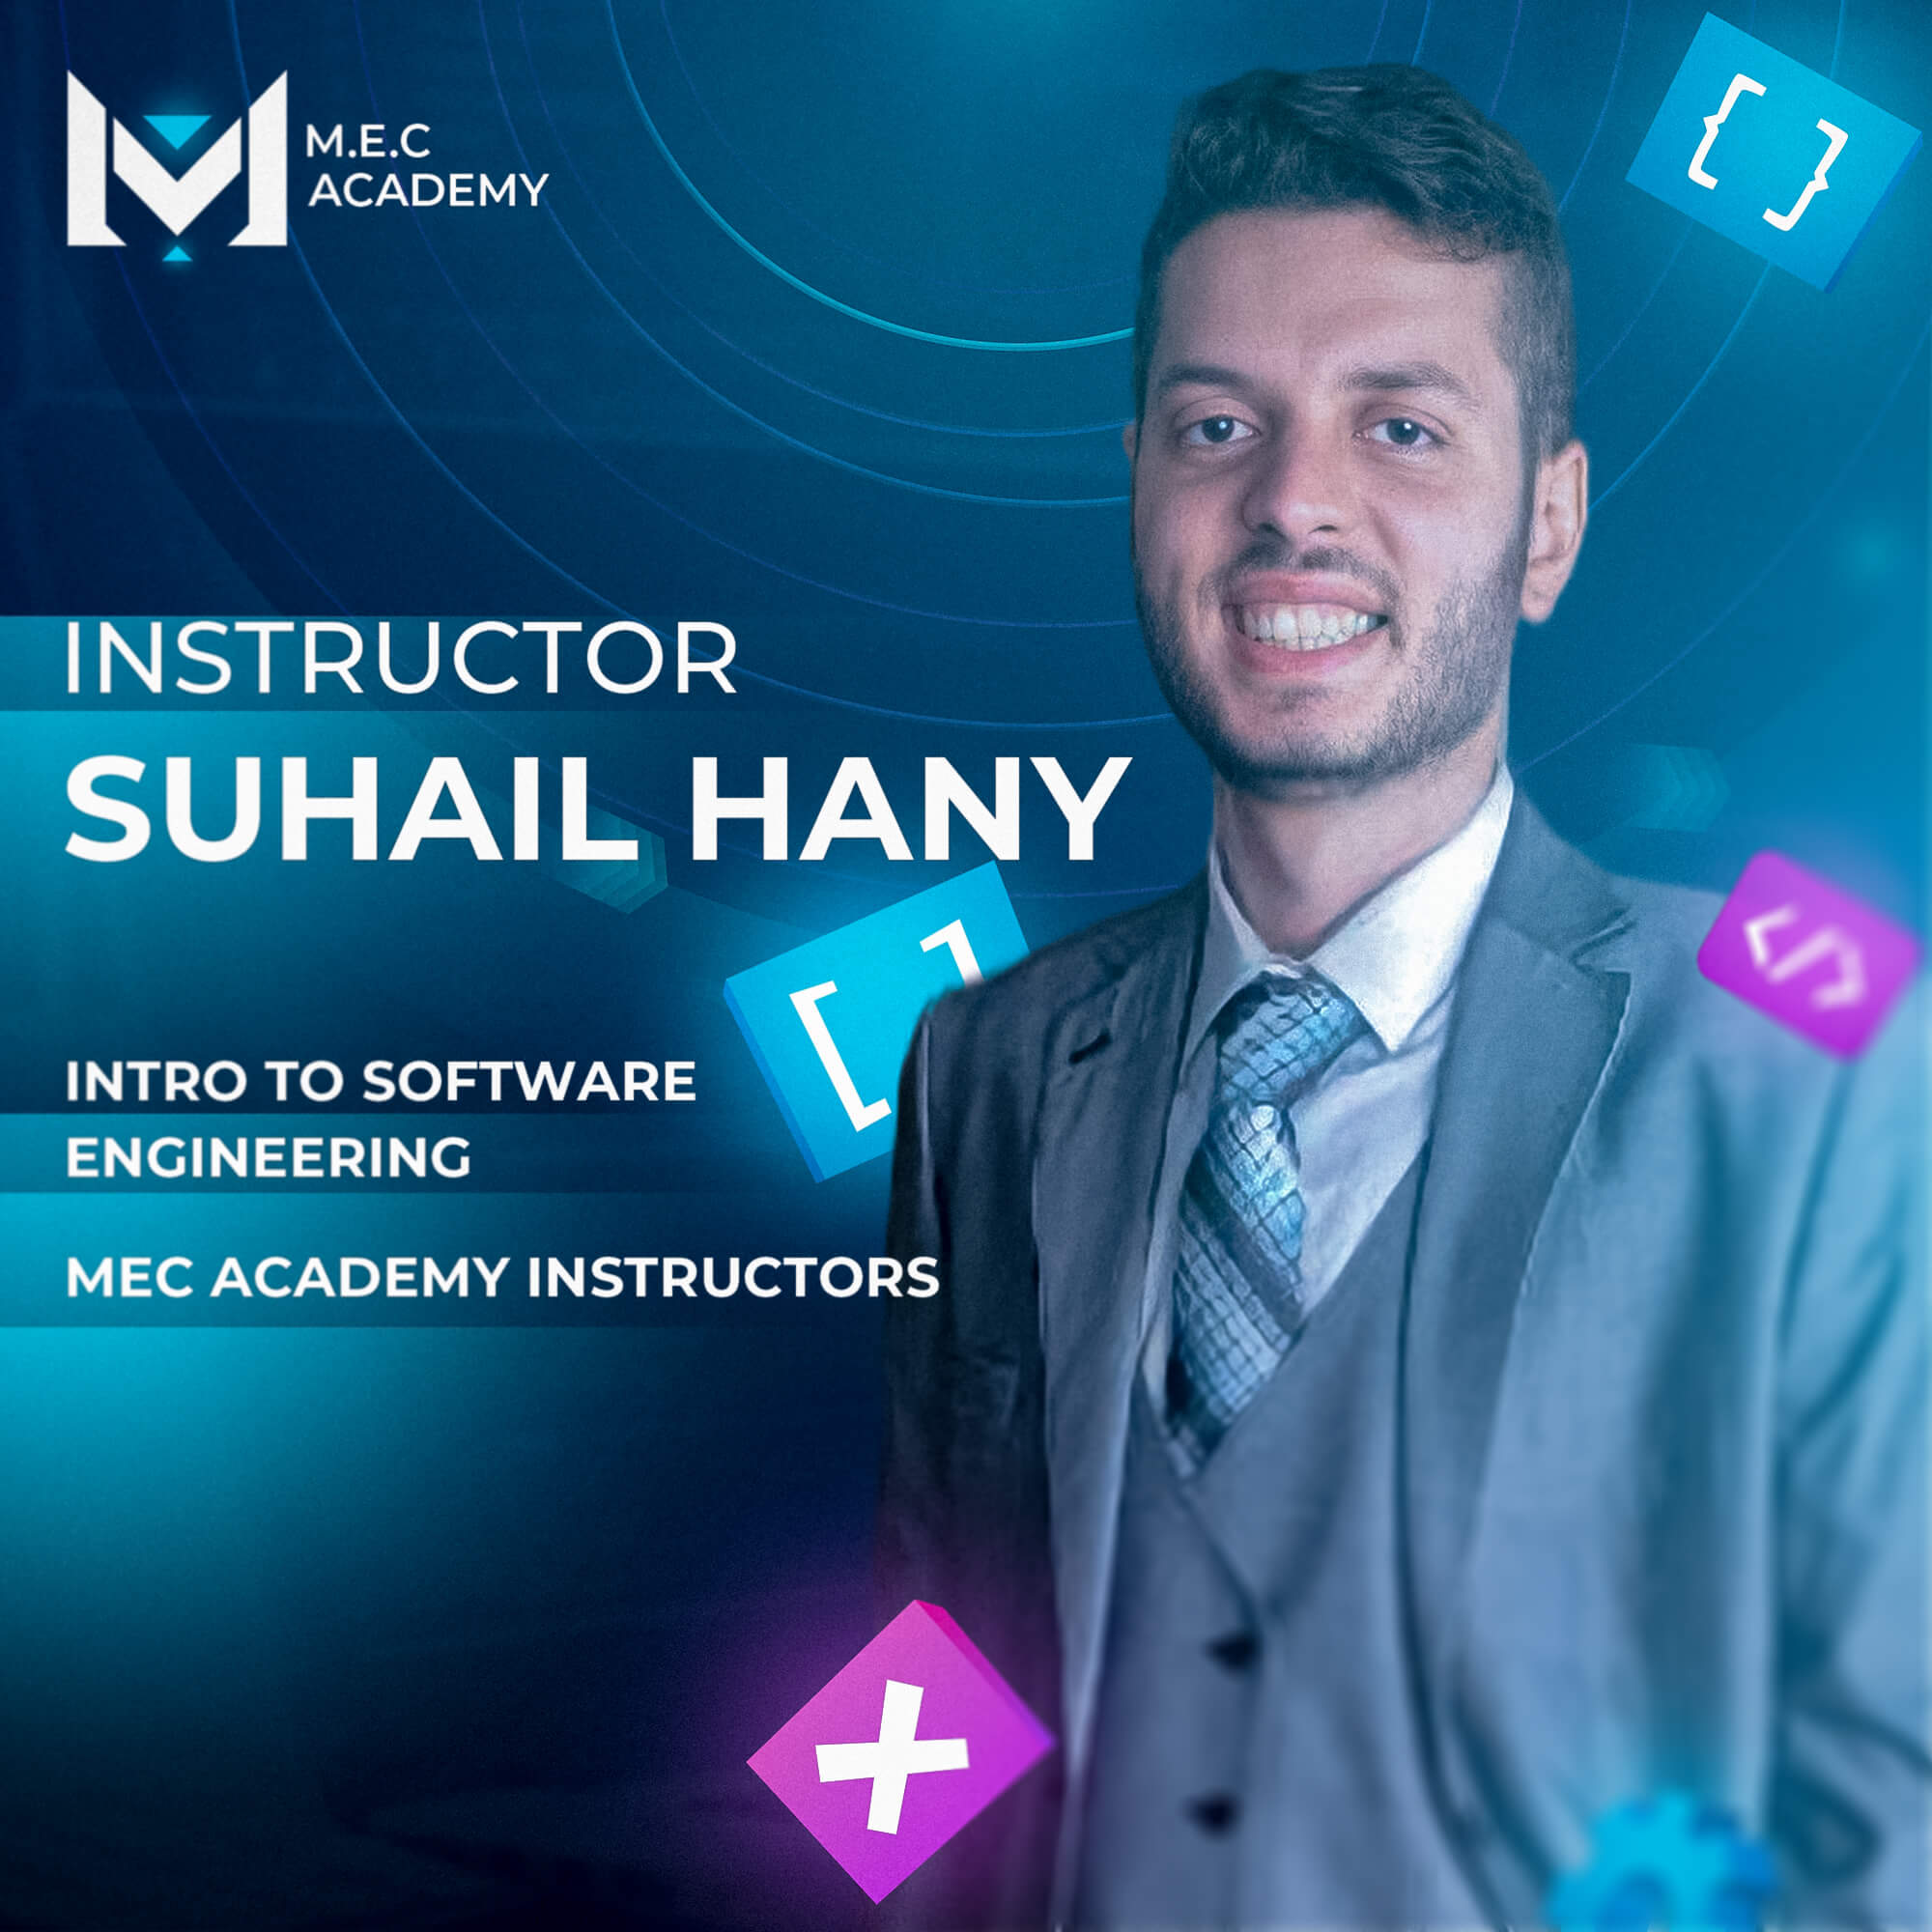 M.E.C
ACADEMY
{ }
INSTRUCTOR
SUHAIL HANY
[ ]
</>
INTRO TO SOFTWARE
ENGINEERING
MEC ACADEMY INSTRUCTORS